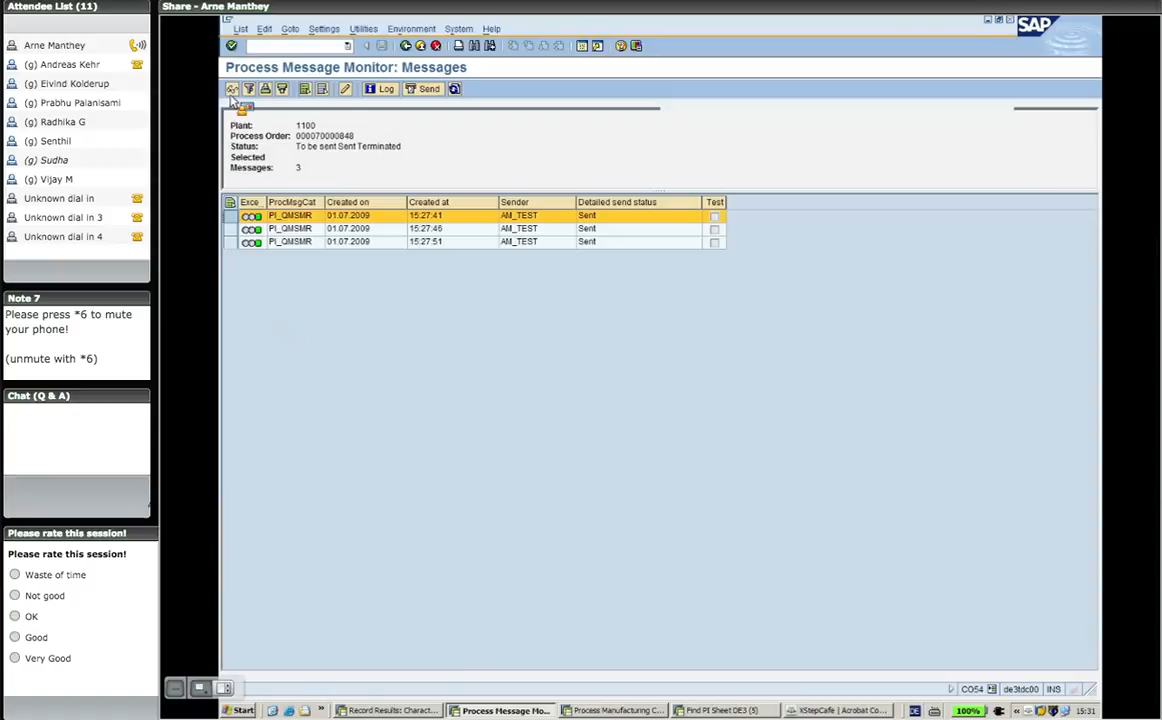 Attendee List (11)
Arne Manthey
(g) Andreas Kehr
(g) Eivind Kolderup
(g) Prabhu Palanisami
(g) Radhika G
(g) Senthil
(g) Sudha
(g) Vijay M
Unknown dial in
Unknown dial in 3
Unknown dial in 4
Note 7
Please press *6 to mute
your phone!
(unmute with *6)
Chat (Q & A)
Please rate this session!
Please rate this session!
Waste of time
Not good
OK
Good
Very Good
Share - Arne Manthey
List Edit Goto Settings Utilities Environment System Help
SAP
Process Message Monitor: Messages
Log Send
Plant: 1100
Process Order: 000070000848
Status: To be sent Sent Terminated
Selected
Messages: 3
Exce_ ProcMsgCat Created on Created at Sender Detailed send status Test
PI_QMSMR 01.07.2009 15:27:41 AM_TEST Sent
PI_QMSMR 01.07.2009 15:27:46 AM_TEST Sent
PI_QMSMR 01.07.2009 15:27:51 AM_TEST Sent
CO54 de3tdc00 INS
Start » Record Results: Charact... Process Message Mo... Process Manufacturing C... Find PI Sheet DE3 (5) XStepCafe / Acrobat Co... DE 100% « 15:31